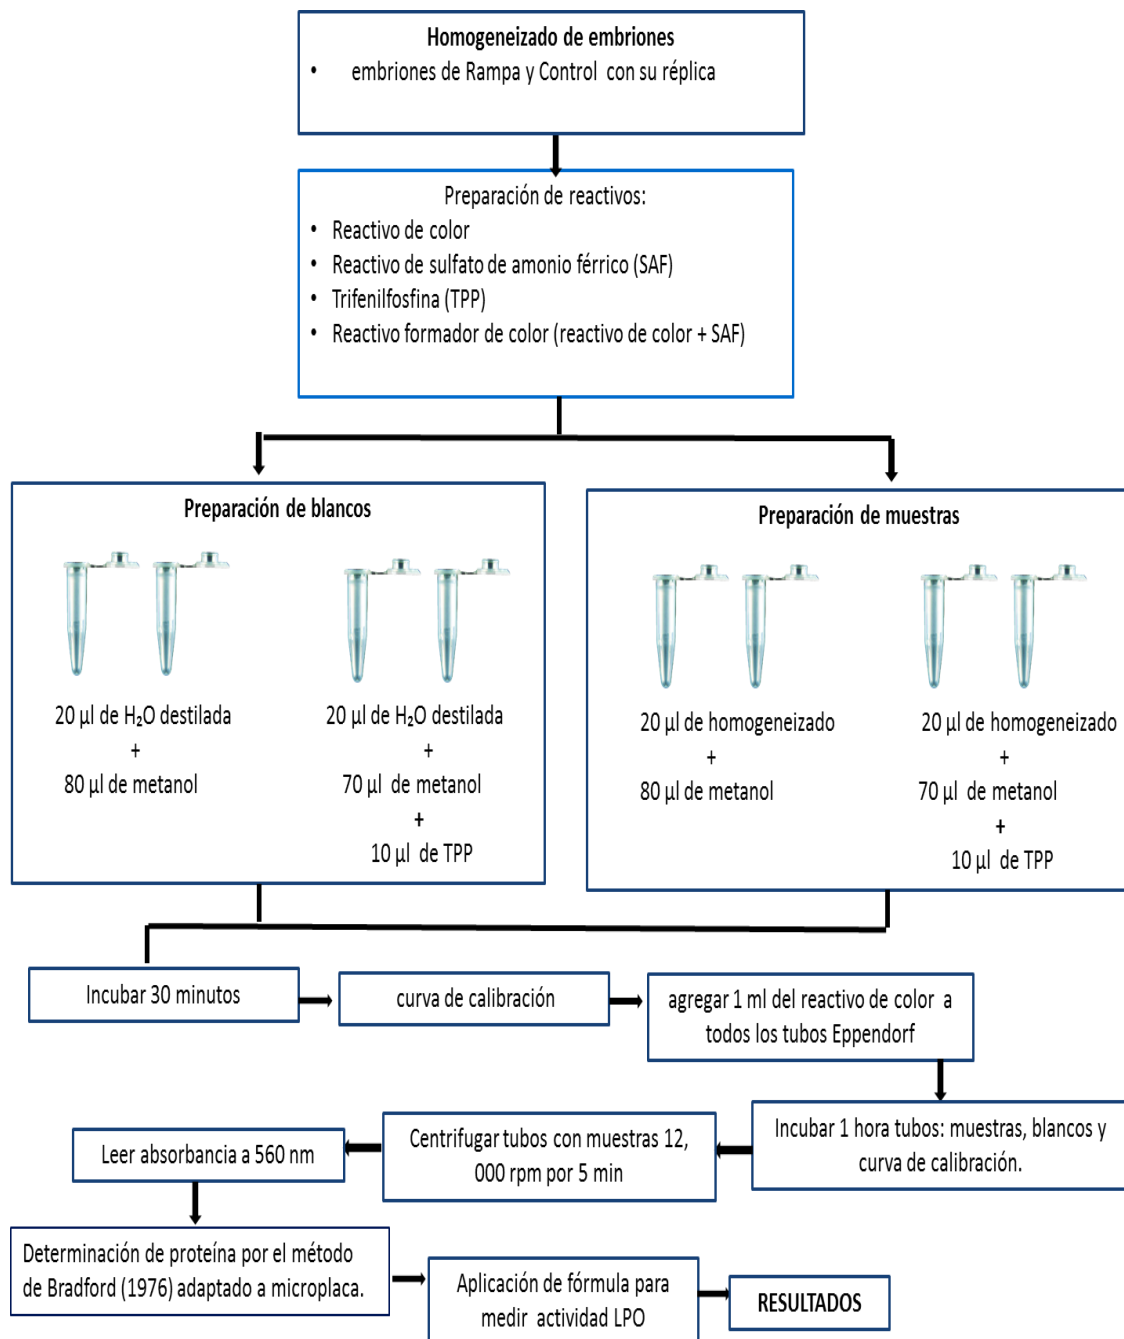 Homogeneizado de embriones
• embriones de Rampa y Control con su réplica
Preparación de reactivos:
• Reactivo de color
• Reactivo de sulfato de amonio férrico (SAF)
• Trifenilfosfina (TPP)
• Reactivo formador de color (reactivo de color + SAF)
Preparación de blancos
20 µl de H₂O destilada
+
80 µl de metanol
20 µl de H₂O destilada
+
70 µl de metanol
+
10 µl de TPP
Preparación de muestras
20 µl de homogeneizado
+
80 µl de metanol
20 µl de homogeneizado
+
70 µl de metanol
+
10 µl de TPP
Incubar 30 minutos
curva de calibración
agregar 1 ml del reactivo de color a
todos los tubos Eppendorf
Incubar 1 hora tubos: muestras, blancos y
curva de calibración.
Centrifugar tubos con muestras 12,
000 rpm por 5 min
Leer absorbancia a 560 nm
Determinación de proteína por el método
de Bradford (1976) adaptado a microplaca.
Aplicación de fórmula para
medir actividad LPO
RESULTADOS